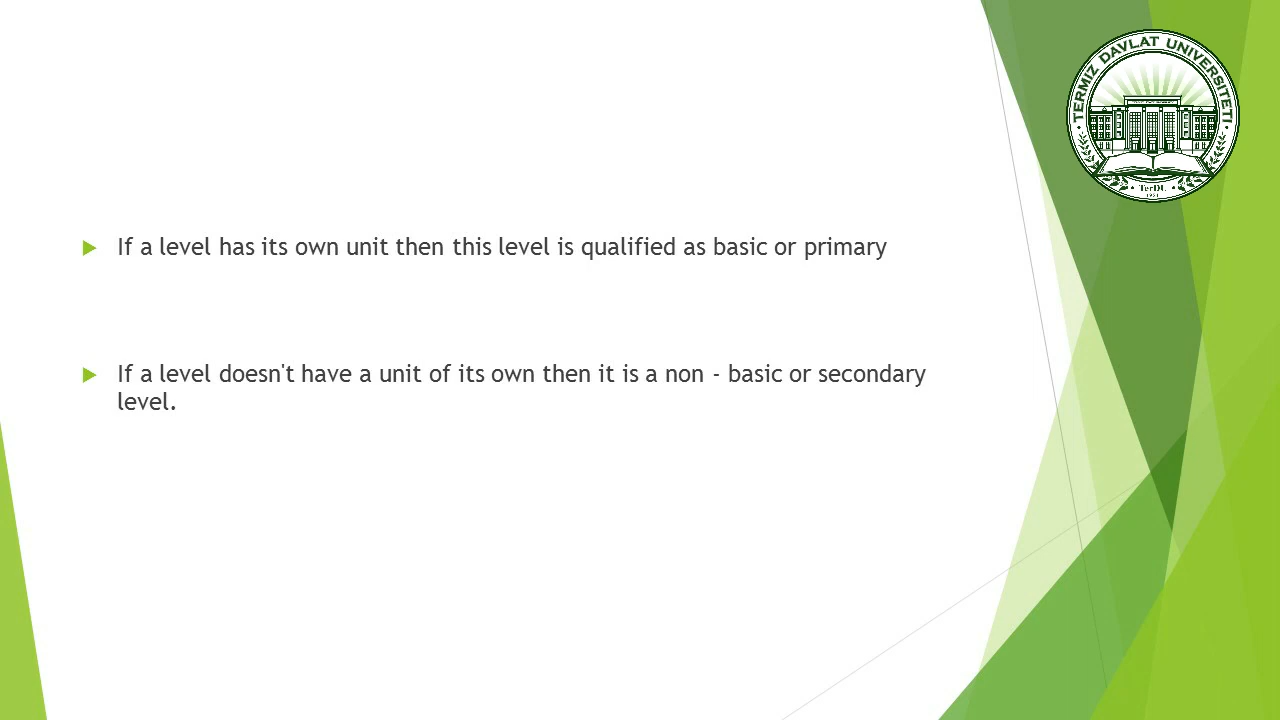 TERMIZ DAVLAT UNIVERSITETI
TerDU
1991
If a level has its own unit then this level is qualified as basic or primary
If a level doesn't have a unit of its own then it is a non - basic or secondary
level.